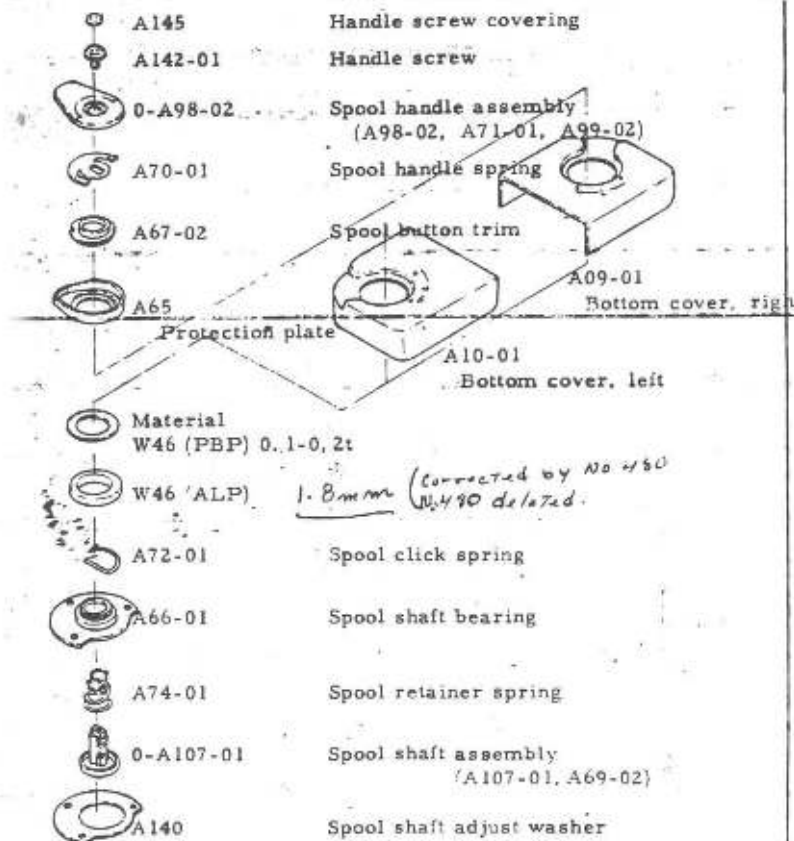 A145 Handle screw covering
A142-01 Handle screw
0-A98-02 Spool handle assembly
(A98-02, A71-01, A99-02)
A70-01 Spool handle spring
A67-02 Spool button trim
A09-01
A65 Bottom cover, righ
Protection plate
A10-01
Bottom cover, left
Material
W46 (PBP) 0.1-0,2t
W46 (ALP) 1.8mm (Corrected by No 480
No 480 deleted.
A72-01 Spool click spring
A66-01 Spool shaft bearing
A74-01 Spool retainer spring
0-A107-01 Spool shaft assembly
(A107-01, A69-02)
A140 Spool shaft adjust washer